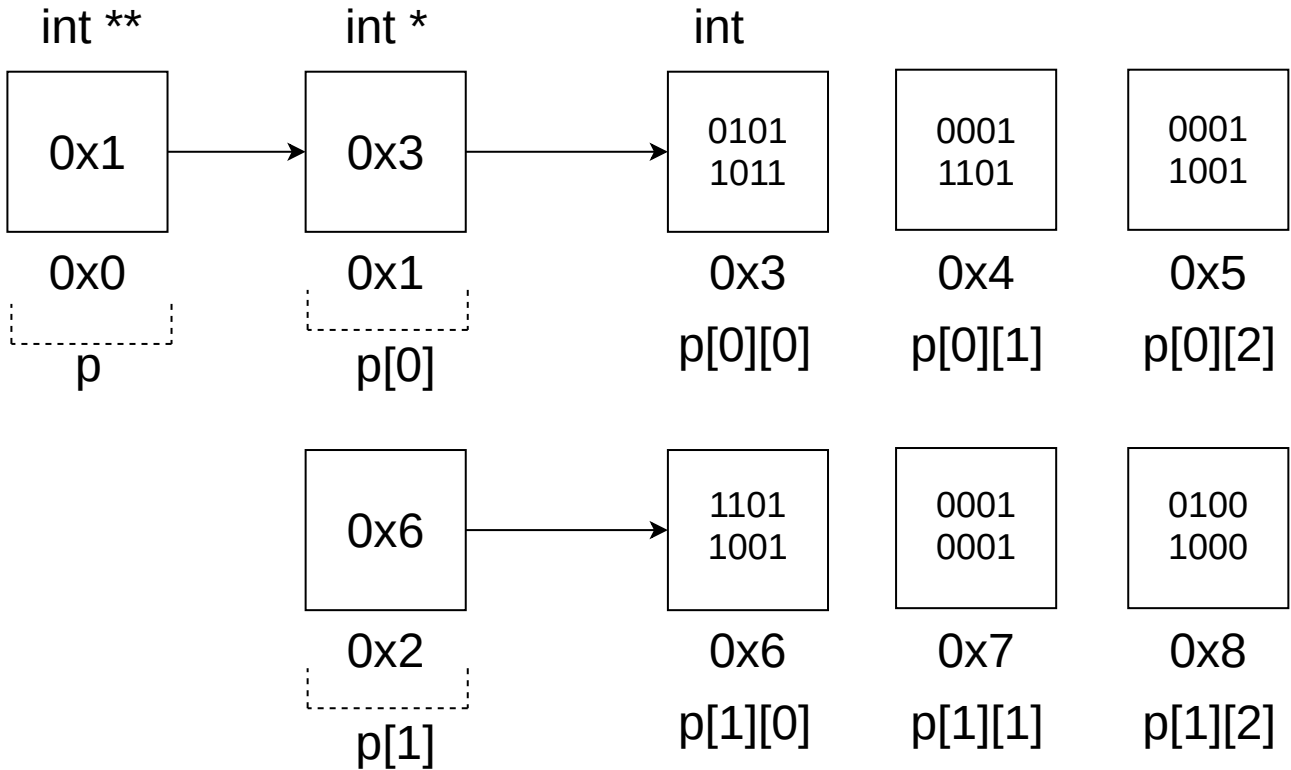 int **
int *
int
0x1
0x3
0101
1011
0001
1101
0001
1001
0x0
0x1
0x3
0x4
0x5
p
p[0]
p[0][0]
p[0][1]
p[0][2]
0x6
1101
1001
0001
0001
0100
1000
0x2
0x6
0x7
0x8
p[1]
p[1][0]
p[1][1]
p[1][2]